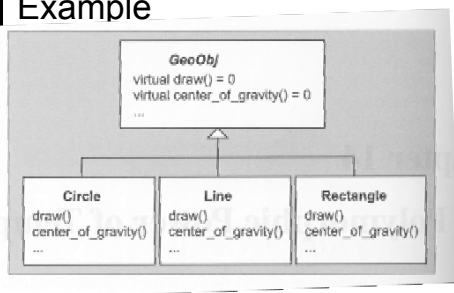 Example
GeoObj
virtual draw() = 0
virtual center_of_gravity() = 0
...
Circle
draw()
center_of_gravity()
...
Line
draw()
center_of_gravity()
...
Rectangle
draw()
center_of_gravity()
...